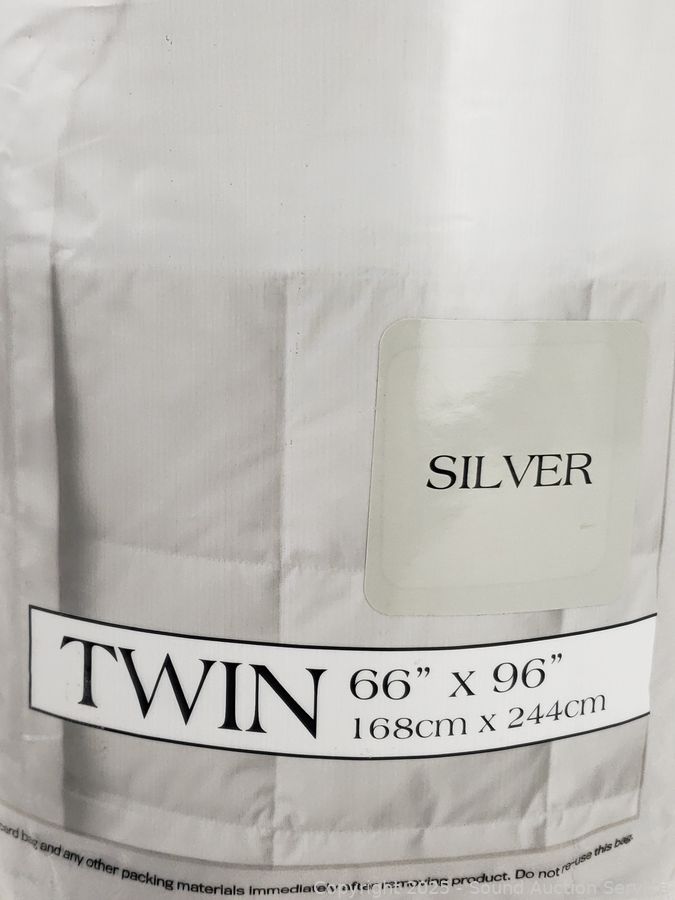 SILVER
TWIN 66” x 96”
168cm x 244cm
bag and any other packing materials immediately after removing product. Do not re-use this bag.
Copyright 2025 - Sound Auction Service